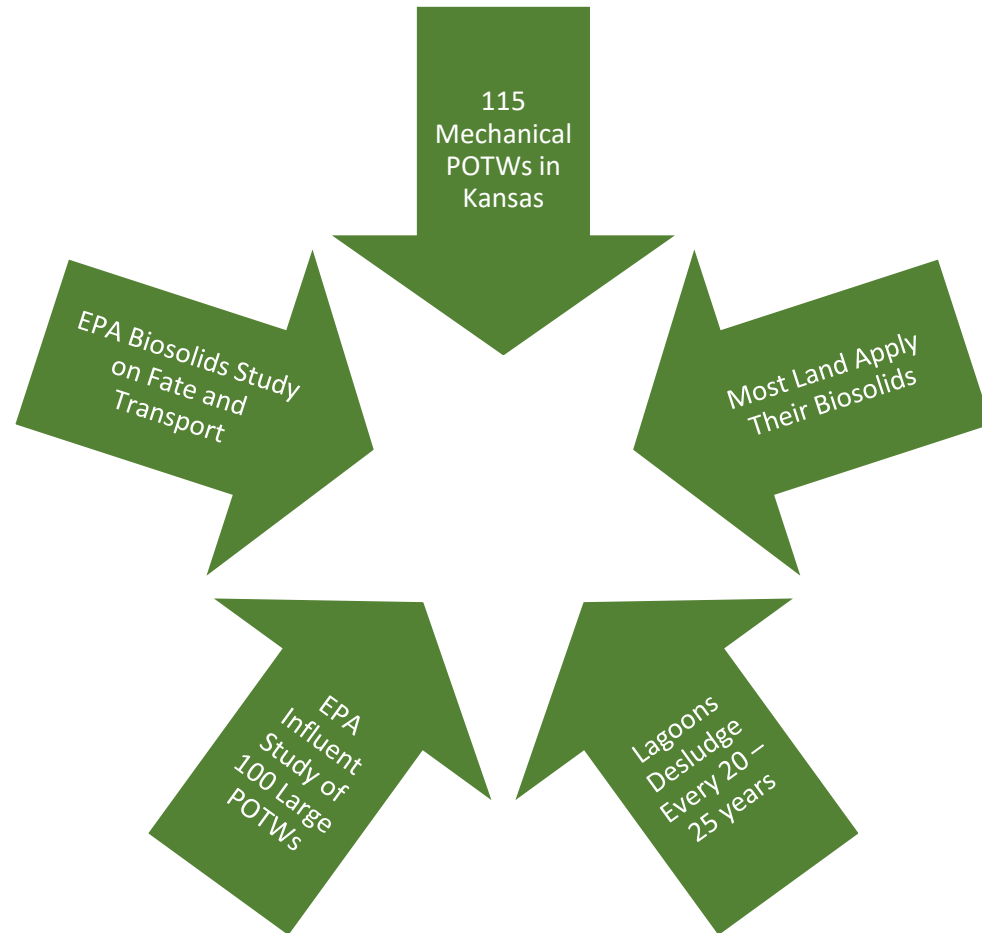 115
Mechanical
POTWs in
Kansas
Most Land Apply
Their Biosolids
Lagoons
Desludge
Every 20 –
25 years
EPA
Influent
Study of
100 Large
POTWs
EPA Biosolids Study
on Fate and
Transport